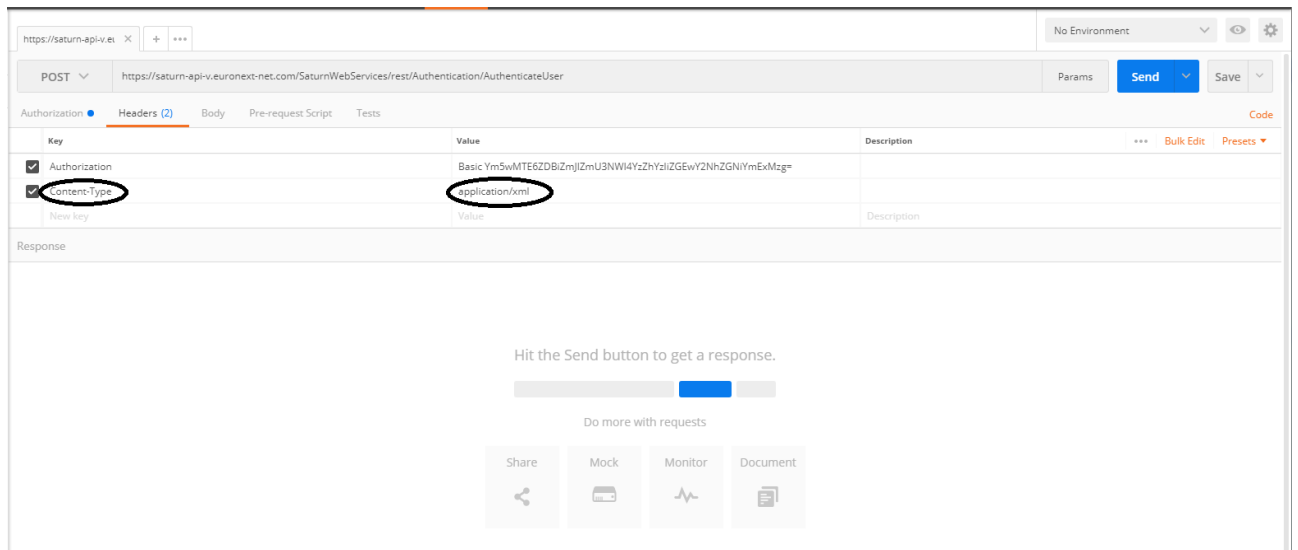 https://saturn-api-v.eu
No Environment
POST https://saturn-api-v.euronext-net.com/SaturnWebServices/rest/Authentication/AuthenticateUser Params Send Save
Authorization Headers (2) Body Pre-request Script Tests Code
Key Value Description Bulk Edit Presets
Authorization Basic
Content-Type application/xml
New key Value Description
Response
Hit the Send button to get a response.
Do more with requests
Share Mock Monitor Document